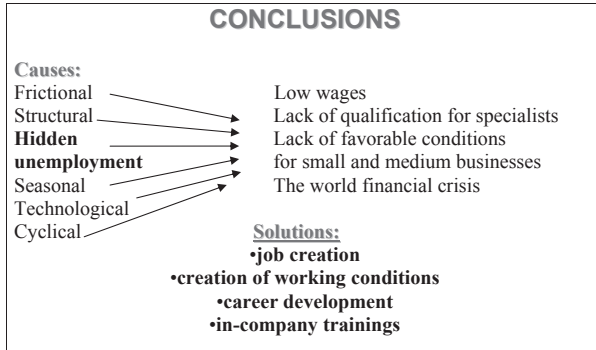 CONCLUSIONS
Causes:
Frictional
Structural
Hidden
unemployment
Seasonal
Technological
Cyclical
Low wages
Lack of qualification for specialists
Lack of favorable conditions
for small and medium businesses
The world financial crisis
Solutions:
•job creation
•creation of working conditions
•career development
•in-company trainings